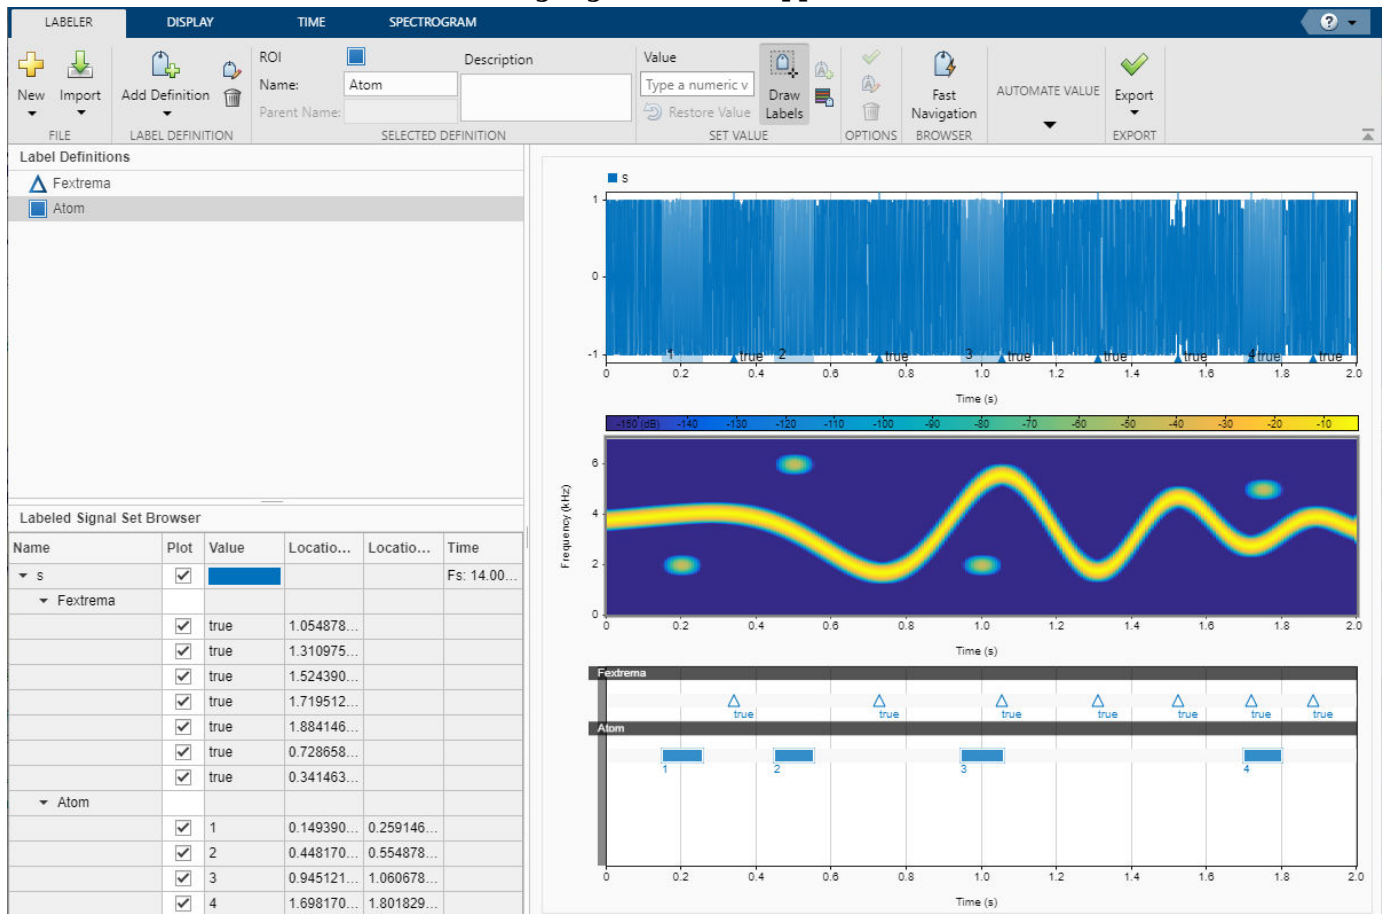 LABELER DISPLAY TIME SPECTROGRAM ?
New Import Add Definition ROI Name: Atom Parent Name: Description
FILE LABEL DEFINITION SELECTED DEFINITION
Value Type a numeric v Restore Value Draw Labels
SET VALUE OPTIONS
Fast Navigation
BROWSER
AUTOMATE VALUE
Export
EXPORT
Label Definitions
Fextrema
Atom
Labeled Signal Set Browser
Name Plot Value Locatio... Locatio... Time
s Fs: 14.00...
Fextrema
true 1.054878...
true 1.310975...
true 1.524390...
true 1.719512...
true 1.884146...
true 0.728658...
true 0.341463...
Atom
1 0.149390... 0.259146...
2 0.448170... 0.554878...
3 0.945121... 1.060678...
4 1.698170... 1.801829...
s
1
0
-1
1 true 2 true 3 true true true 4 true true
0 0.2 0.4 0.6 0.8 1.0 1.2 1.4 1.6 1.8 2.0
Time (s)
-150 (dB) -140 -130 -120 -110 -100 -90 -80 -70 -60 -50 -40 -30 -20 -10
Frequency (kHz)
6
4
2
0
0 0.2 0.4 0.6 0.8 1.0 1.2 1.4 1.6 1.8 2.0
Time (s)
Fextrema
true true true true true true true
Atom
1 2 3 4
0 0.2 0.4 0.6 0.8 1.0 1.2 1.4 1.6 1.8 2.0
Time (s)